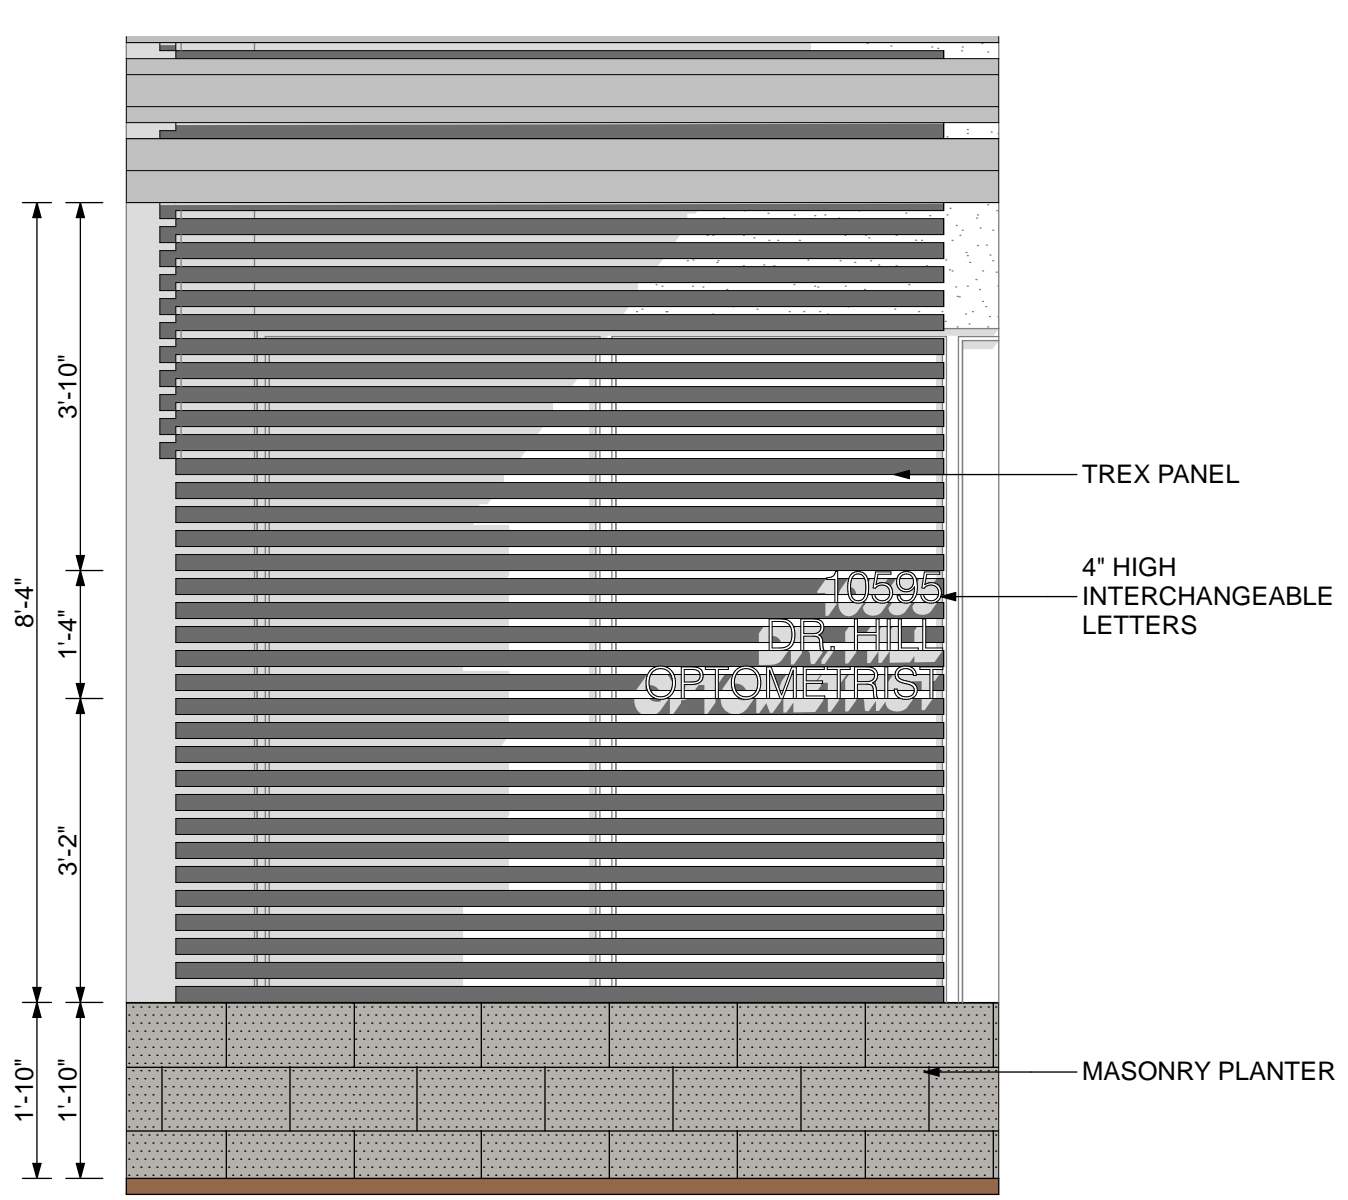 3'-10"
8'-4"
1'-4"
3'-2"
1'-10"
1'-10"
TREX PANEL
4" HIGH
INTERCHANGEABLE
LETTERS
10595
DR. HILL
OPTOMETRIST
MASONRY PLANTER